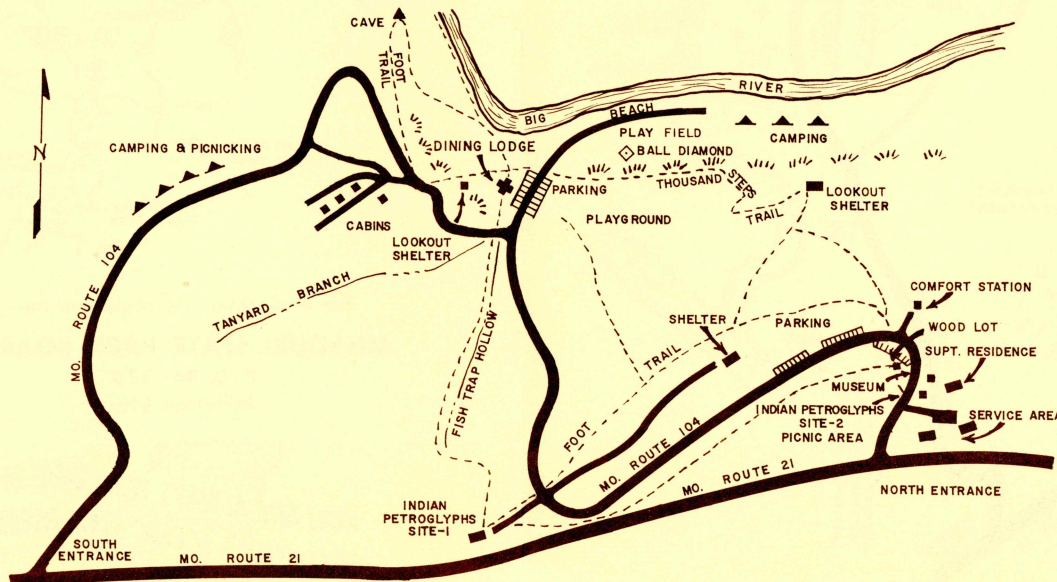 CAVE
FOOT
TRAIL
N
BIG
RIVER
BEACH
CAMPING & PICNICKING
DINING LODGE
PLAY FIELD
BALL DIAMOND
CAMPING
PARKING
THOUSAND
STEPS
TRAIL
LOOKOUT
SHELTER
CABINS
LOOKOUT
SHELTER
PLAYGROUND
MO. ROUTE 104
TANYARD BRANCH
FISH TRAP HOLLOW
COMFORT STATION
SHELTER
PARKING
WOOD LOT
SUPT. RESIDENCE
FOOT TRAIL
MUSEUM
INDIAN PETROGLYPHS
SITE-2
PICNIC AREA
SERVICE AREA
MO. ROUTE 104
MO. ROUTE 21
NORTH ENTRANCE
INDIAN
PETROGLYPHS
SITE-1
SOUTH
ENTRANCE
MO. ROUTE 21